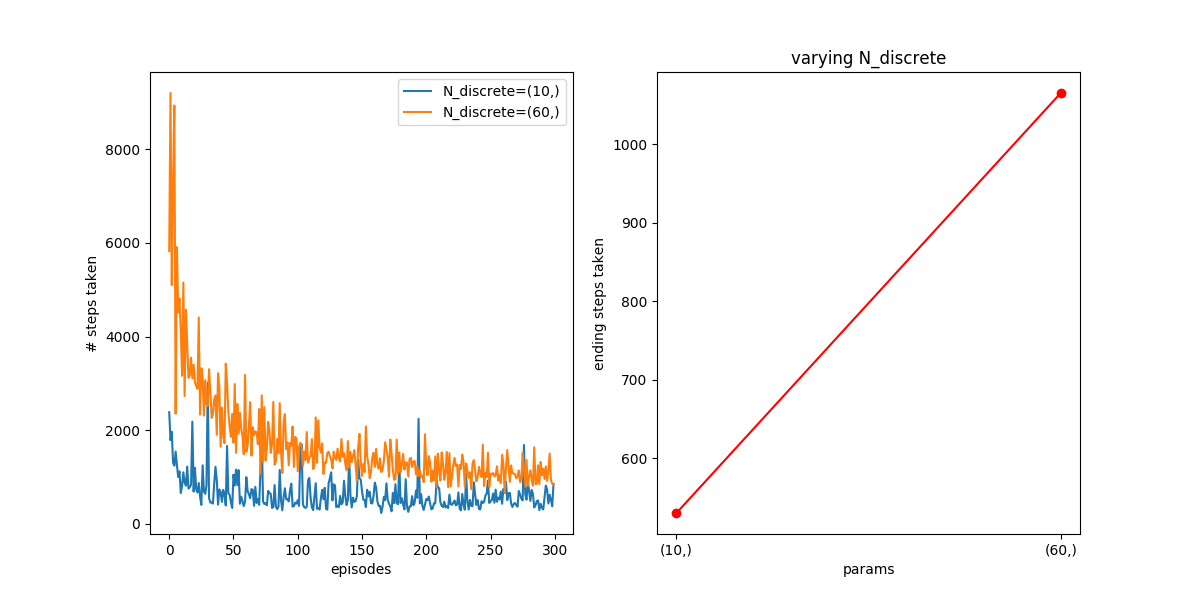 N_discrete=(10,)
N_discrete=(60,)
8000
6000
4000
2000
0
# steps taken
0 50 100 150 200 250 300
episodes
varying N_discrete
1000
900
800
700
600
ending steps taken
(10,) (60,)
params